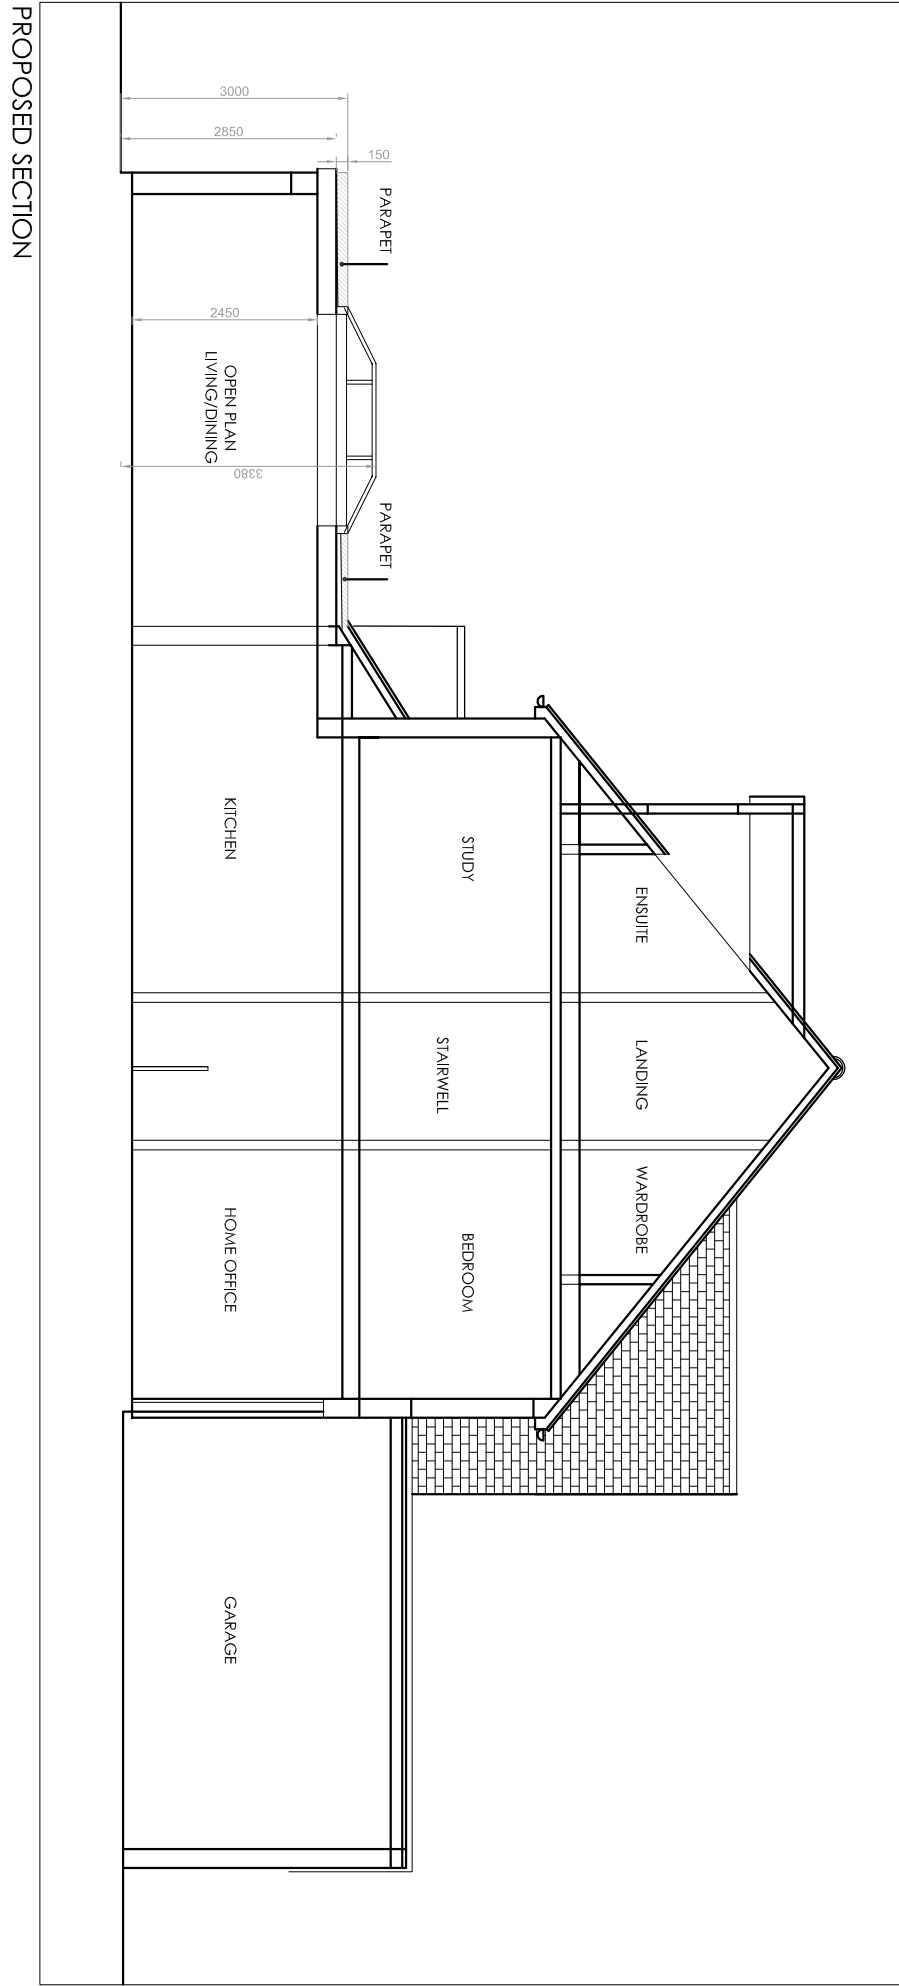 PROPOSED SECTION
3000
2850
150
PARAPET
2450
OPEN PLAN
LIVING/DINING
3380
PARAPET
KITCHEN
STUDY
ENSUITE
STAIRWELL
LANDING
HOME OFFICE
BEDROOM
WARDROBE
GARAGE